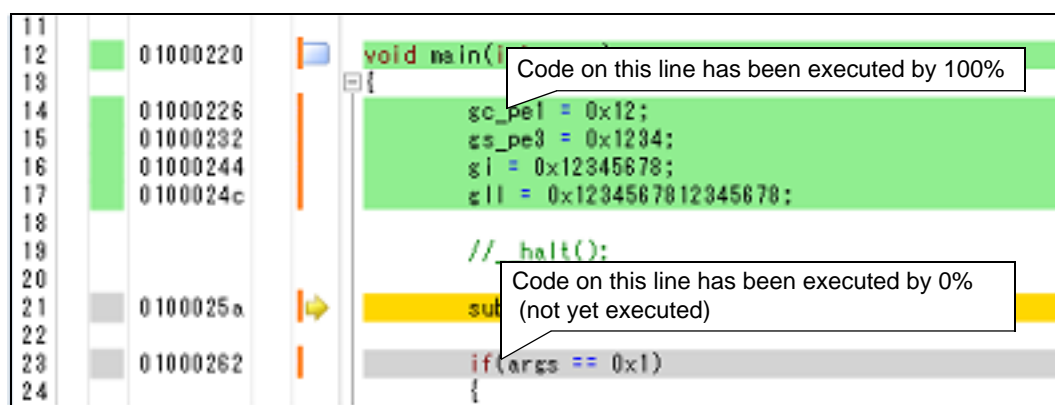 11
12 01000220 void main(i
Code on this line has been executed by 100%
13 {
14 01000226 gc_pe1 = 0x12;
15 01000232 gs_pe3 = 0x1234;
16 01000244 gi = 0x12345678;
17 0100024c gll = 0x1234567812345678;
18
19 //_ halt();
20
Code on this line has been executed by 0%
(not yet executed)
21 0100025a sub
22
23 01000262 if(args == 0x1)
24 {